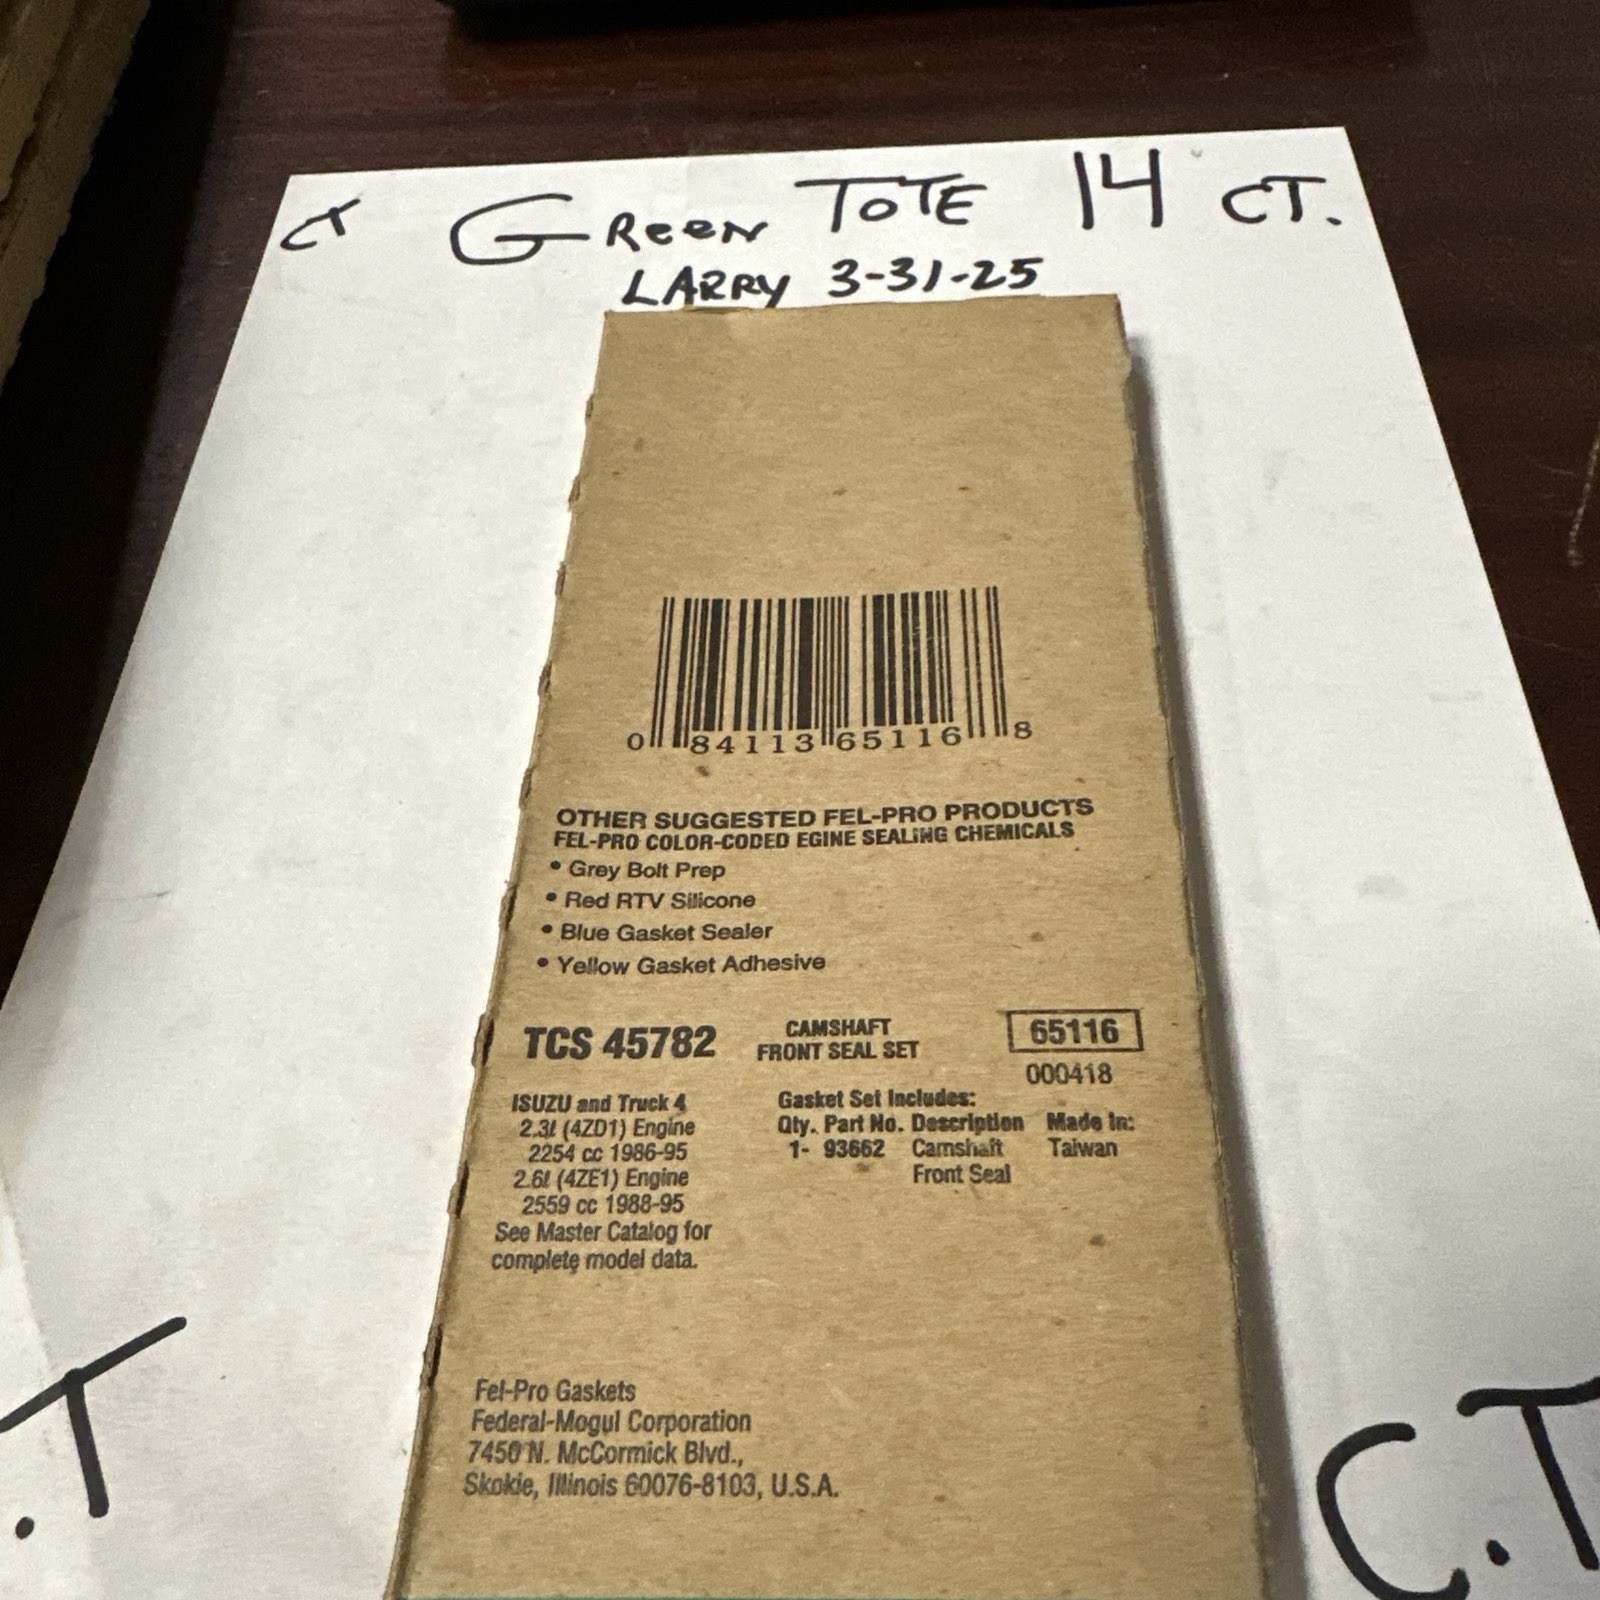 CT GREEN TOTE 14 CT.
LARRY 3-31-25
0 84113 65116 8
OTHER SUGGESTED FEL-PRO PRODUCTS
FEL-PRO COLOR-CODED EGINE SEALING CHEMICALS
• Grey Bolt Prep
• Red RTV Silicone
• Blue Gasket Sealer
• Yellow Gasket Adhesive
TCS 45782
CAMSHAFT
FRONT SEAL SET
65116
000418
ISUZU and Truck 4
2.3ℓ (4ZD1) Engine
2254 cc 1986-95
2.6ℓ (4ZE1) Engine
2559 cc 1988-95
See Master Catalog for
complete model data.
Gasket Set Includes:
Qty. Part No. Description Made In:
1- 93662 Camshaft Taiwan
Front Seal
Fel-Pro Gaskets
Federal-Mogul Corporation
7450 N. McCormick Blvd.,
Skokie, Illinois 60076-8103, U.S.A.
.T
C.T